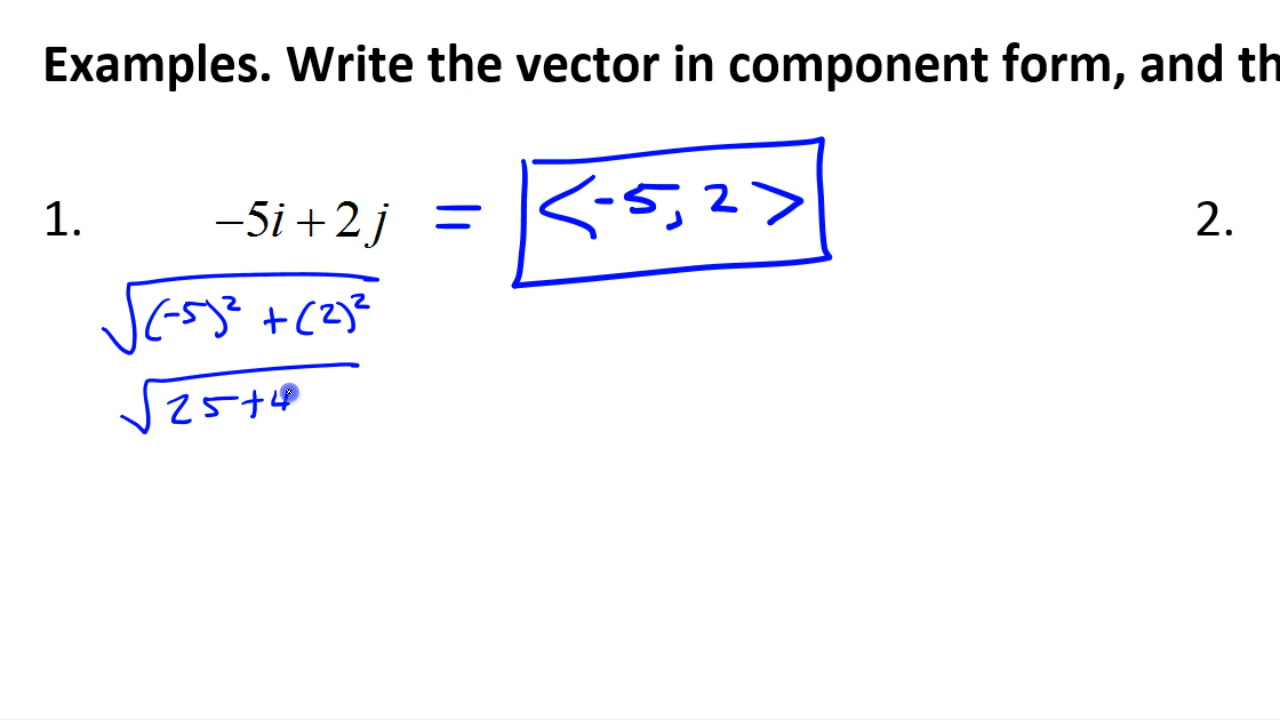 Examples. Write the vector in component form, and th
1. −5i + 2j = <-5, 2> 2.
√(-5)² + (2)²
√25+4